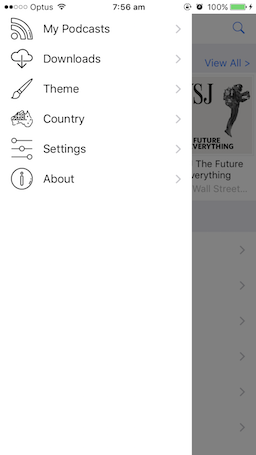 Optus 7:56 am 100%
My Podcasts
Downloads
Theme
Country
Settings
About
View All >
SJ
FUTURE
EVERYTHING
The Future
verything
Wall Street...